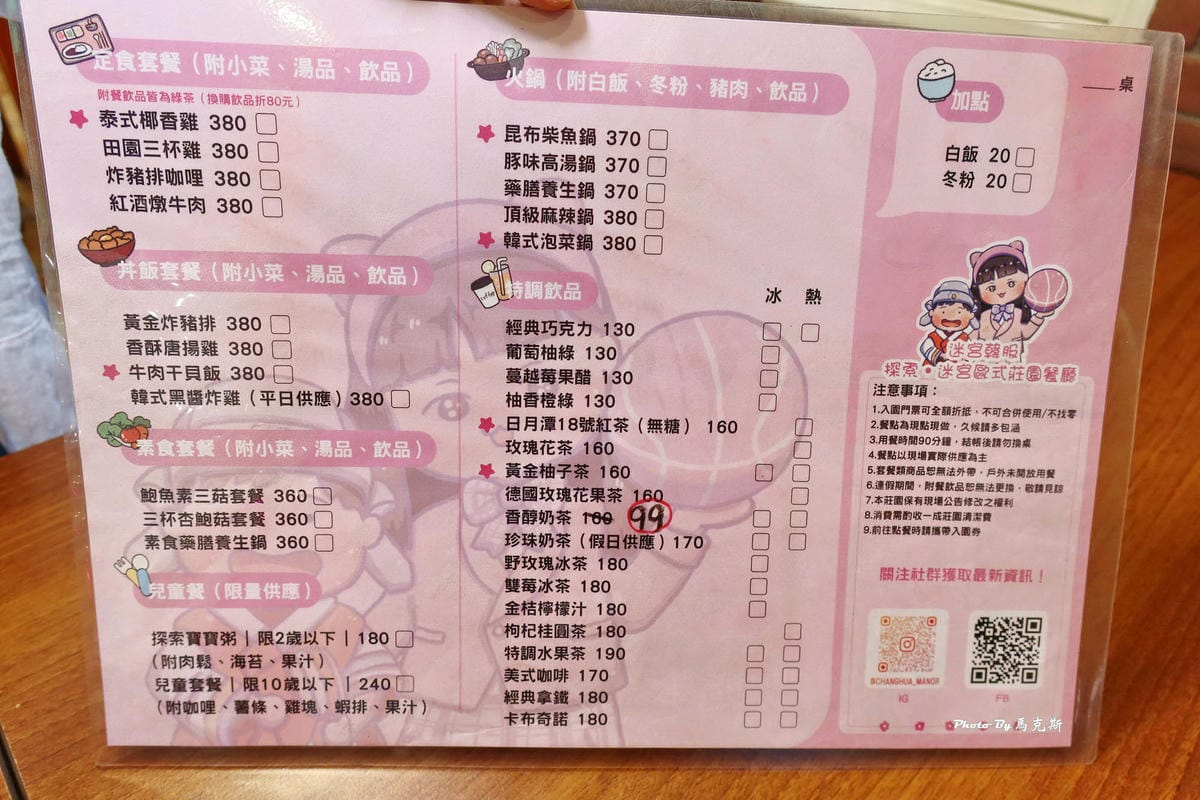 定食套餐（附小菜、湯品、飲品）
附餐飲品皆為綠茶（換購飲品折80元）
泰式椰香雞 380
田園三杯雞 380
炸豬排咖哩 380
紅酒燉牛肉 380
丼飯套餐（附小菜、湯品、飲品）
黃金炸豬排 380
香酥唐揚雞 380
牛肉干貝飯 380
韓式黑醬炸雞（平日供應）380
素食套餐（附小菜、湯品、飲品）
鮑魚素三菇套餐 360
三杯杏鮑菇套餐 360
素食藥膳養生鍋 360
兒童餐（限量供應）
探索寶寶粥｜限2歲以下｜180
（附肉鬆、海苔、果汁）
兒童套餐｜限10歲以下｜240
（附咖哩、薯條、雞塊、蝦排、果汁）
火鍋（附白飯、冬粉、豬肉、飲品）
昆布柴魚鍋 370
豚味高湯鍋 370
藥膳養生鍋 370
頂級麻辣鍋 380
韓式泡菜鍋 380
特調飲品
冰 熱
經典巧克力 130
葡萄柚綠 130
蔓越莓果醋 130
柚香橙綠 130
日月潭18號紅茶（無糖） 160
玫瑰花茶 160
黃金柚子茶 160
德國玫瑰花果茶 160
香醇奶茶 160 99
珍珠奶茶（假日供應）170
野玫瑰冰茶 180
雙莓冰茶 180
金桔檸檬汁 180
枸杞桂圓茶 180
特調水果茶 190
美式咖啡 170
經典拿鐵 180
卡布奇諾 180
桌
加點
白飯 20
冬粉 20
迷宮韓服
探索・迷宮歐式莊園餐廳
注意事項：
1.入園門票可全額折抵，不可合併使用/不找零
2.餐點為現點現做，久候請多包涵
3.用餐時間90分鐘，結帳後請勿換桌
4.餐點以現場實際供應為主
5.套餐類商品恕無法外帶，戶外未開放用餐
6.連假期間，附餐飲品恕無法更換，敬請見諒
7.本莊園保有現場公告修改之權利
8.消費需酌收一成莊園清潔費
9.前往點餐時請攜帶入園券
關注社群獲取最新資訊！
@CHANGHUA_MANOR
IG
FB
Photo By 馬克斯